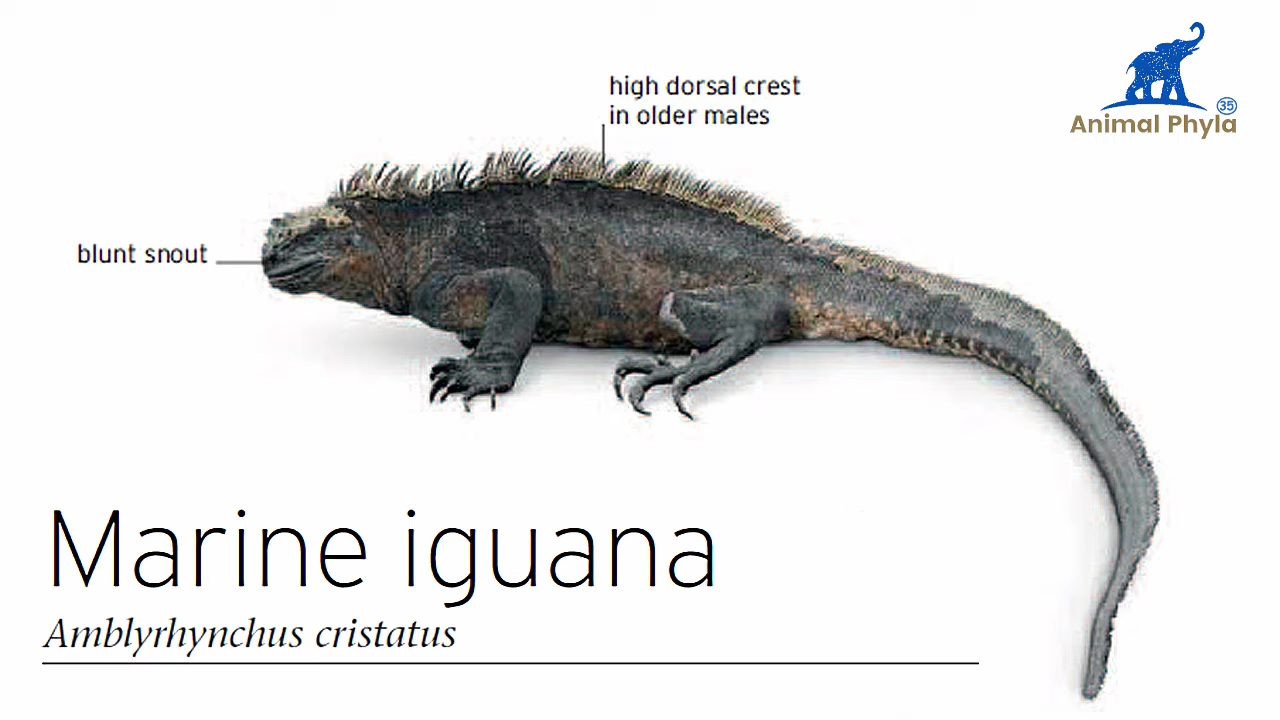 high dorsal crest
in older males
35
Animal Phyla
blunt snout
Marine iguana
Amblyrhynchus cristatus